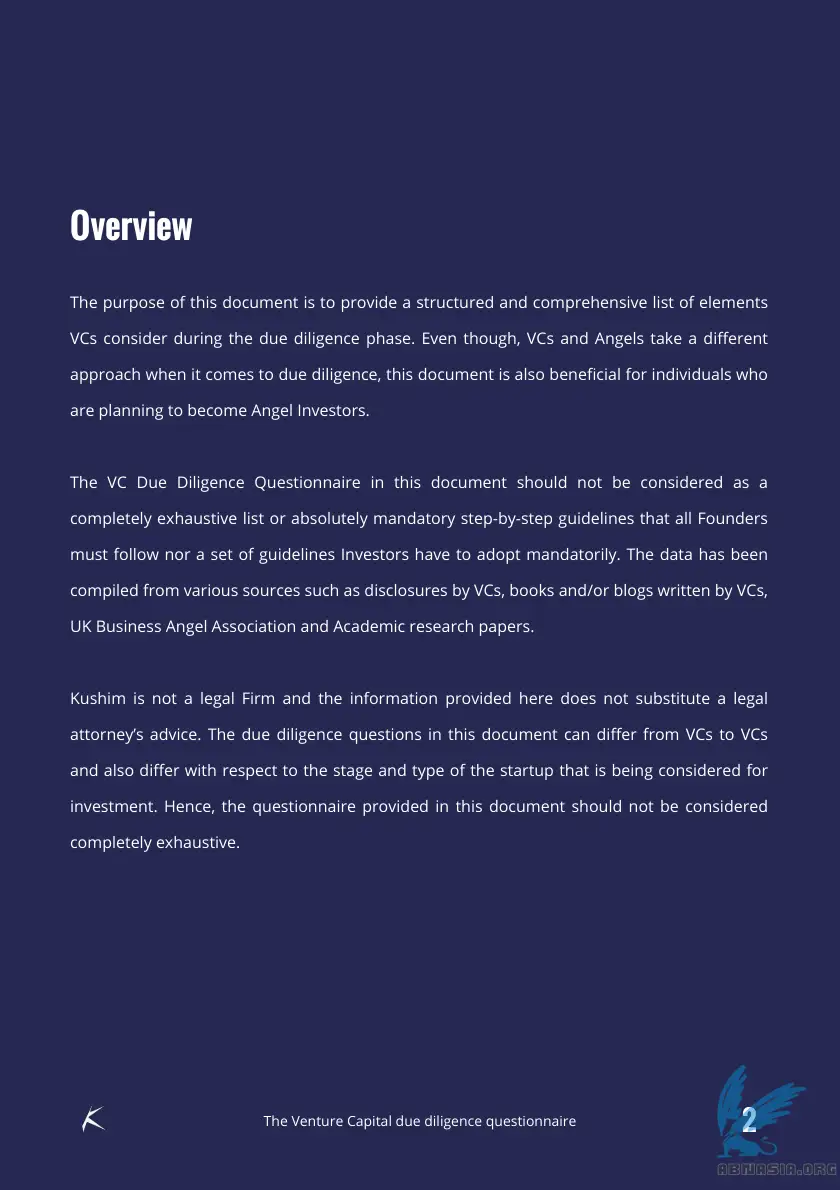 Overview
The purpose of this document is to provide a structured and comprehensive list of elements
VCs consider during the due diligence phase. Even though, VCs and Angels take a different
approach when it comes to due diligence, this document is also beneficial for individuals who
are planning to become Angel Investors.
The VC Due Diligence Questionnaire in this document should not be considered as a
completely exhaustive list or absolutely mandatory step-by-step guidelines that all Founders
must follow nor a set of guidelines Investors have to adopt mandatorily. The data has been
compiled from various sources such as disclosures by VCs, books and/or blogs written by VCs,
UK Business Angel Association and Academic research papers.
Kushim is not a legal Firm and the information provided here does not substitute a legal
attorney’s advice. The due diligence questions in this document can differ from VCs to VCs
and also differ with respect to the stage and type of the startup that is being considered for
investment. Hence, the questionnaire provided in this document should not be considered
completely exhaustive.
The Venture Capital due diligence questionnaire
2
ABNASIA.ORG